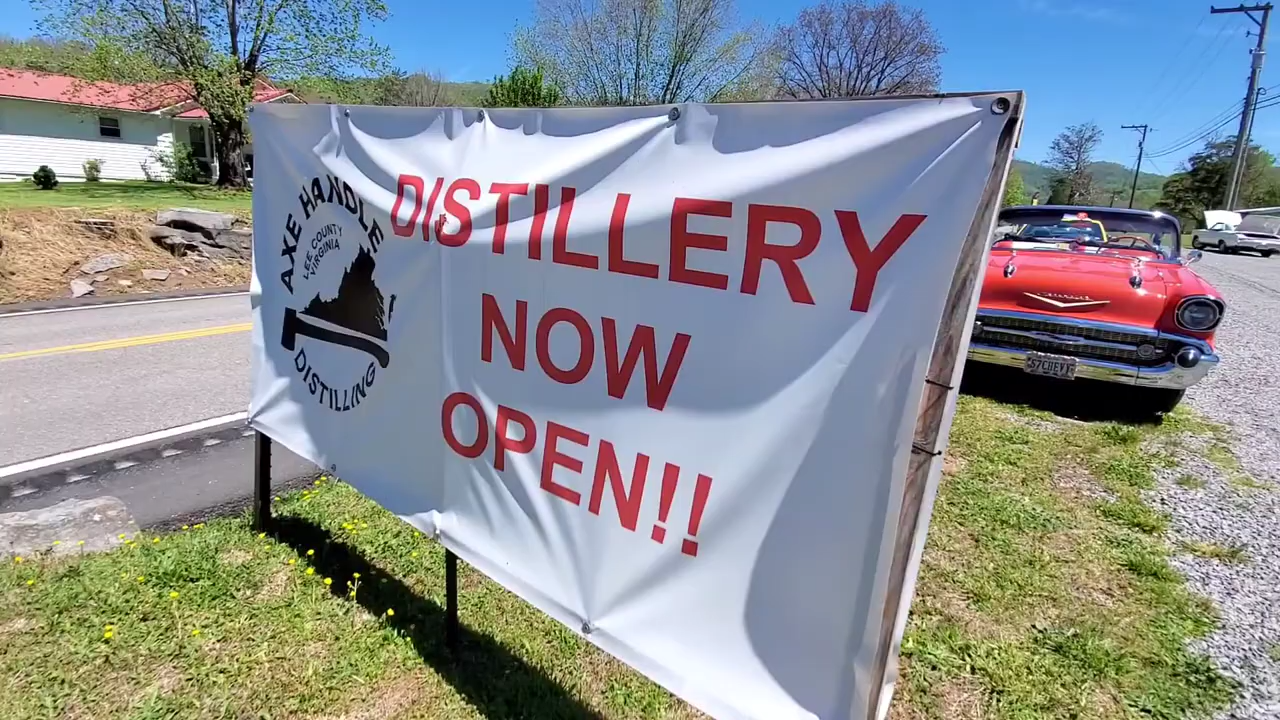 AXE HANDLE
LEE COUNTY
VIRGINIA
DISTILLING
DISTILLERY
NOW
OPEN!!
57CHEVY